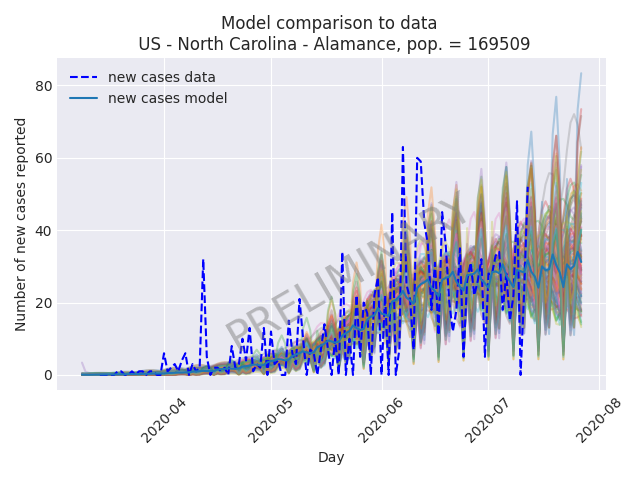 Model comparison to data
US - North Carolina - Alamance, pop. = 169509
new cases data
new cases model
PRELIMINARY
Number of new cases reported
80
60
40
20
0
2020-04
2020-05
2020-06
2020-07
2020-08
Day